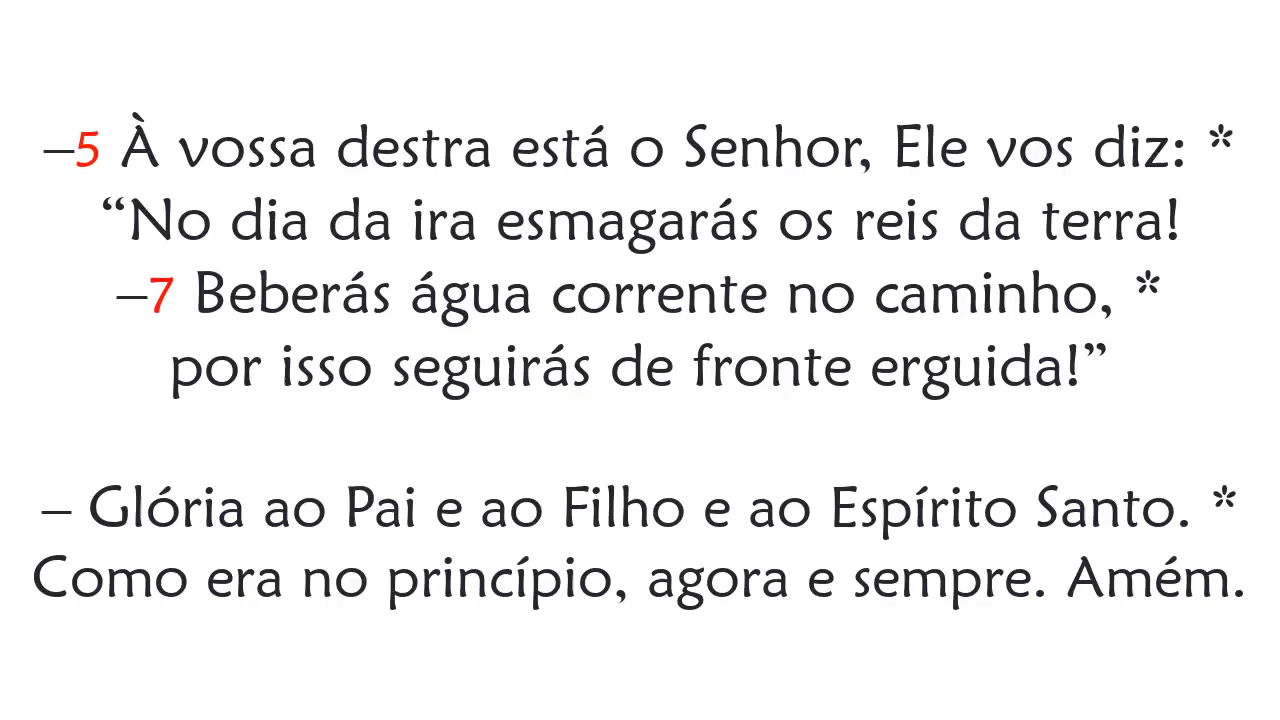 –5 À vossa destra está o Senhor, Ele vos diz: *
“No dia da ira esmagarás os reis da terra!
–7 Beberás água corrente no caminho, *
por isso seguirás de fronte erguida!”
– Glória ao Pai e ao Filho e ao Espírito Santo. *
Como era no princípio, agora e sempre. Amém.